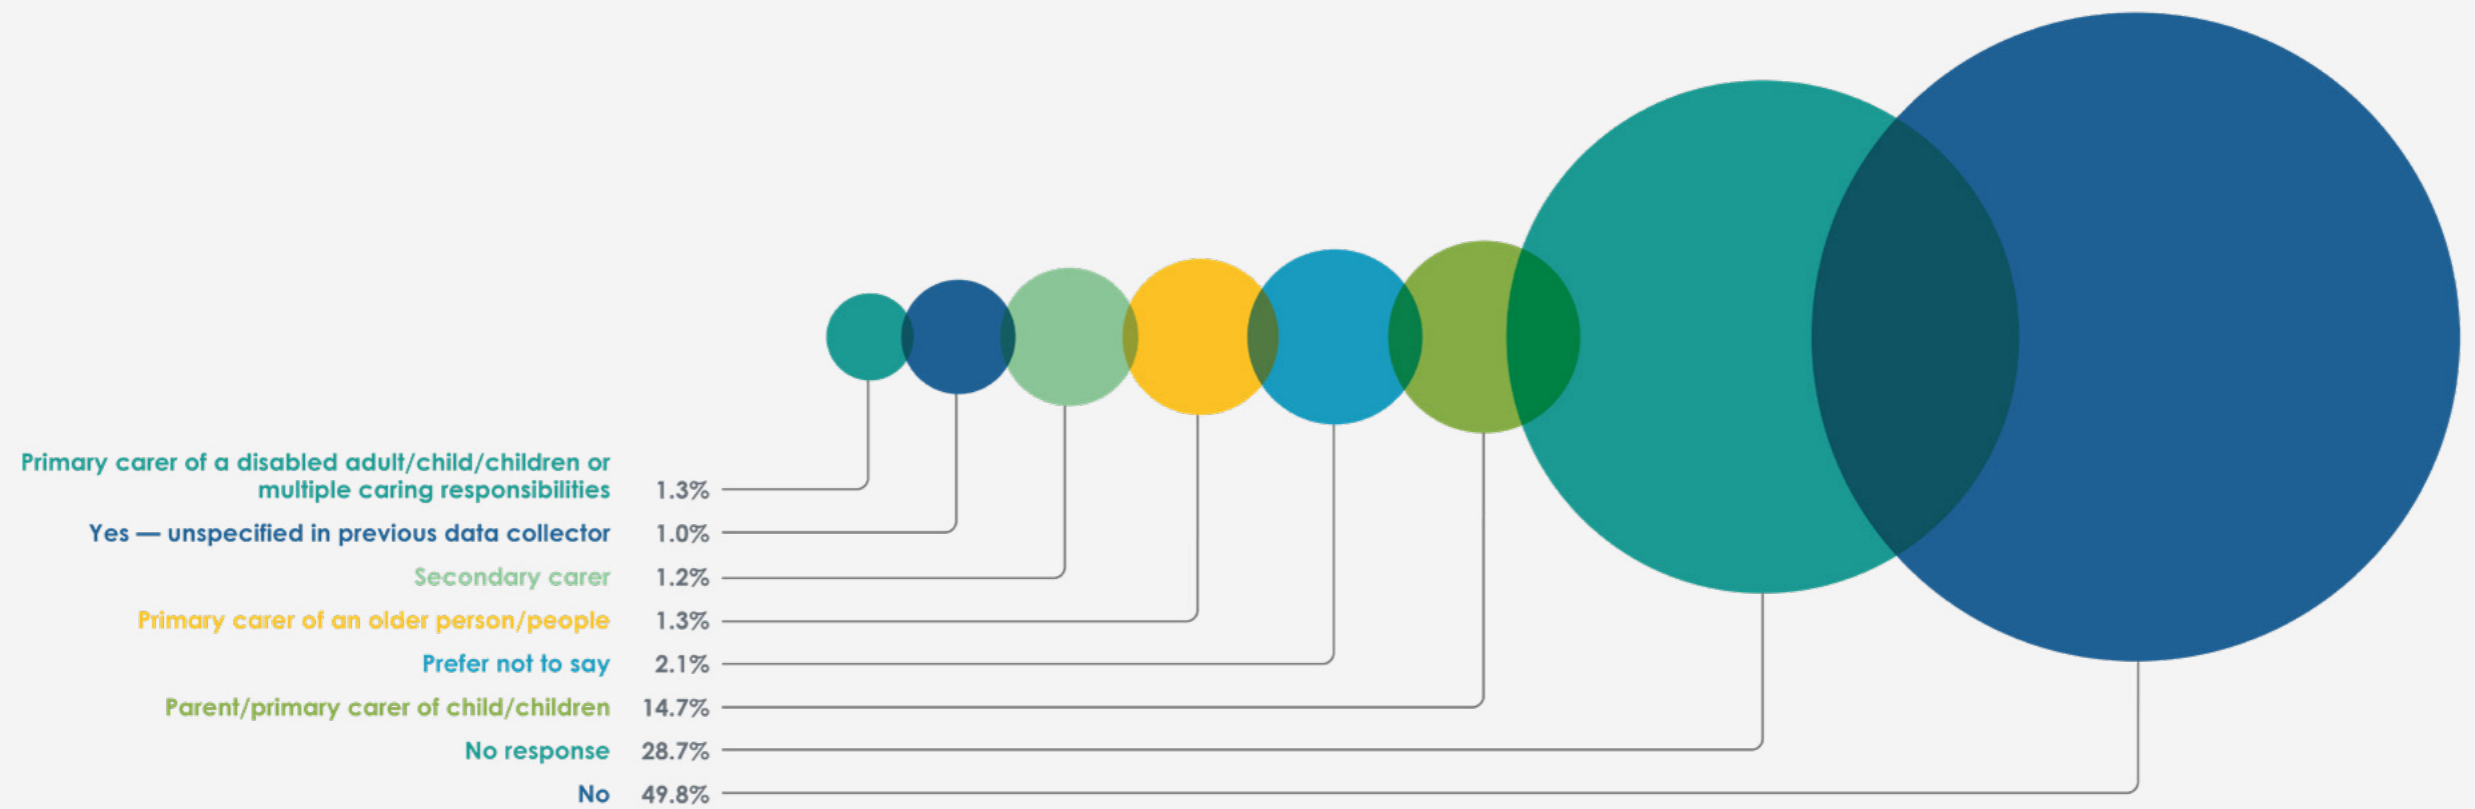 Primary carer of a disabled adult/child/children or
multiple caring responsibilities 1.3%
Yes — unspecified in previous data collector 1.0%
Secondary carer 1.2%
Primary carer of an older person/people 1.3%
Prefer not to say 2.1%
Parent/primary carer of child/children 14.7%
No response 28.7%
No 49.8%